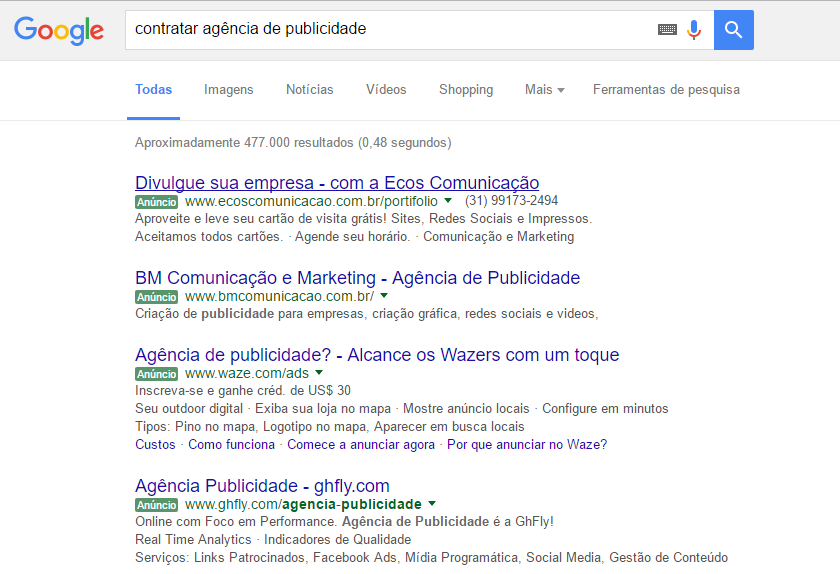 Google
contratar agência de publicidade
Todas Imagens Notícias Vídeos Shopping Mais Ferramentas de pesquisa
Aproximadamente 477.000 resultados (0,48 segundos)
Divulgue sua empresa - com a Ecos Comunicação
Anúncio www.ecoscomunicacao.com.br/portifolio (31) 99173-2494
Aproveite e leve seu cartão de visita grátis! Sites, Redes Sociais e Impressos.
Aceitamos todos cartões. · Agende seu horário. · Comunicação e Marketing
BM Comunicação e Marketing - Agência de Publicidade
Anúncio www.bmcomunicacao.com.br/
Criação de publicidade para empresas, criação gráfica, redes sociais e videos,
Agência de publicidade? - Alcance os Wazers com um toque
Anúncio www.waze.com/ads
Inscreva-se e ganhe créd. de US$ 30
Seu outdoor digital · Exiba sua loja no mapa · Mostre anúncio locais · Configure em minutos
Tipos: Pino no mapa, Logotipo no mapa, Aparecer em busca locais
Custos · Como funciona · Comece a anunciar agora · Por que anunciar no Waze?
Agência Publicidade - ghfly.com
Anúncio www.ghfly.com/agencia-publicidade
Online com Foco em Performance. Agência de Publicidade é a GhFly!
Real Time Analytics · Indicadores de Qualidade
Serviços: Links Patrocinados, Facebook Ads, Mídia Programática, Social Media, Gestão de Conteúdo